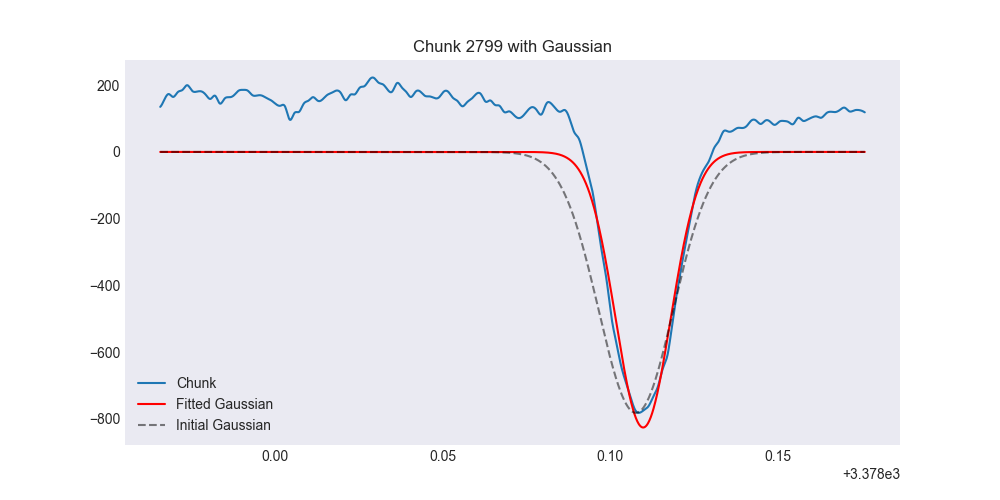 Chunk 2799 with Gaussian
200
0
−200
−400
−600
−800
Chunk
Fitted Gaussian
Initial Gaussian
0.00 0.05 0.10 0.15
+3.378e3